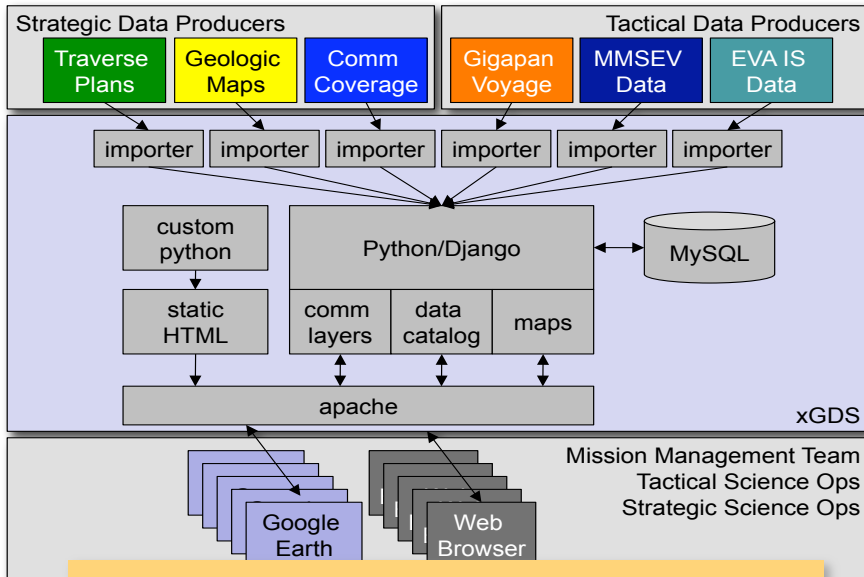 Strategic Data Producers
Tactical Data Producers
Traverse
Plans
Geologic
Maps
Comm
Coverage
Gigapan
Voyage
MMSEV
Data
EVA IS
Data
importer
importer
importer
importer
importer
importer
custom
python
Python/Django
MySQL
static
HTML
comm
layers
data
catalog
maps
apache
xGDS
Mission Management Team
Tactical Science Ops
Strategic Science Ops
Google
Earth
Web
Browser